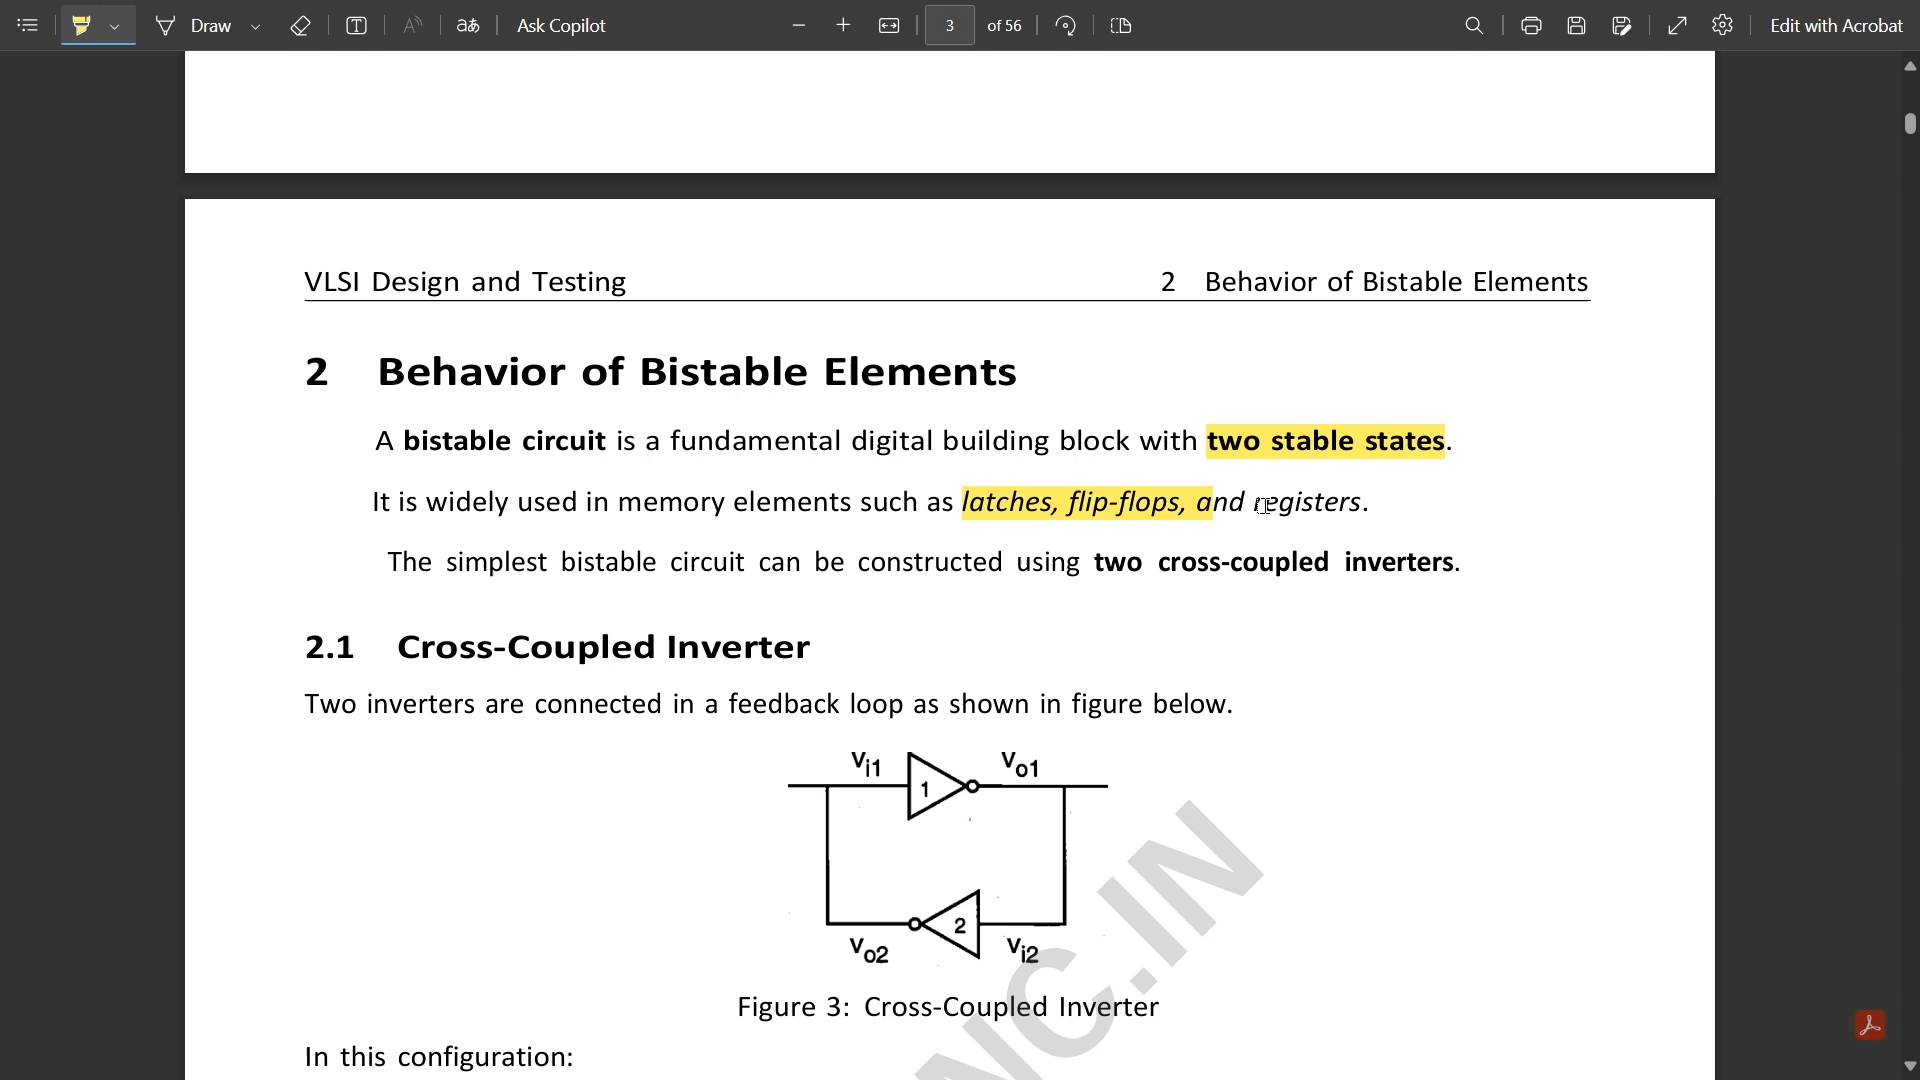 Draw
Ask Copilot
3 of 56
Edit with Acrobat
VLSI Design and Testing 2 Behavior of Bistable Elements
2 Behavior of Bistable Elements
A bistable circuit is a fundamental digital building block with two stable states.
It is widely used in memory elements such as latches, flip-flops, and registers.
The simplest bistable circuit can be constructed using two cross-coupled inverters.
2.1 Cross-Coupled Inverter
Two inverters are connected in a feedback loop as shown in figure below.
Vi1 Vo1
1
2
Vo2 Vi2
NC.IN
Figure 3: Cross-Coupled Inverter
In this configuration: